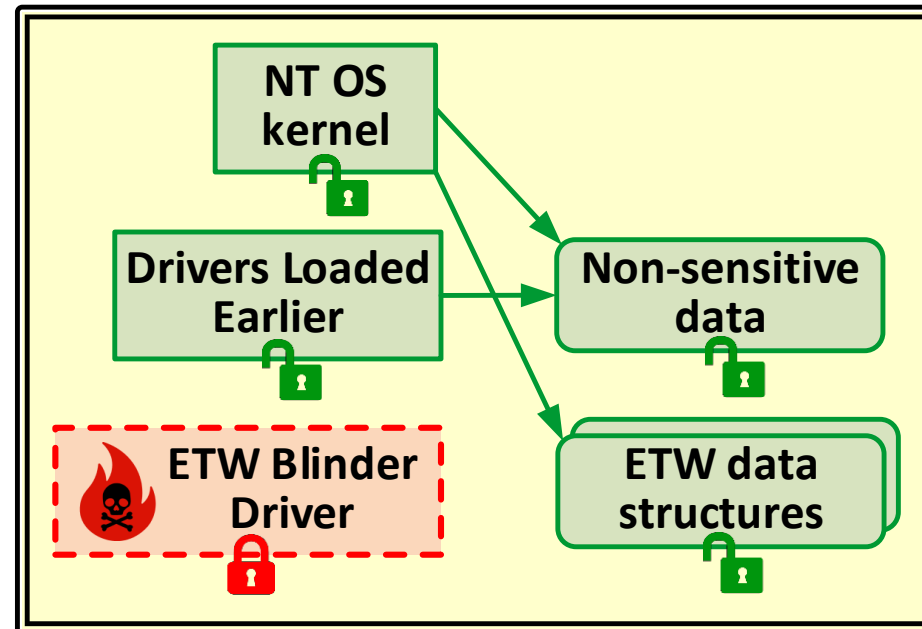 NT OS
kernel
Drivers Loaded
Earlier
Non-sensitive
data
ETW Blinder
Driver
ETW data
structures